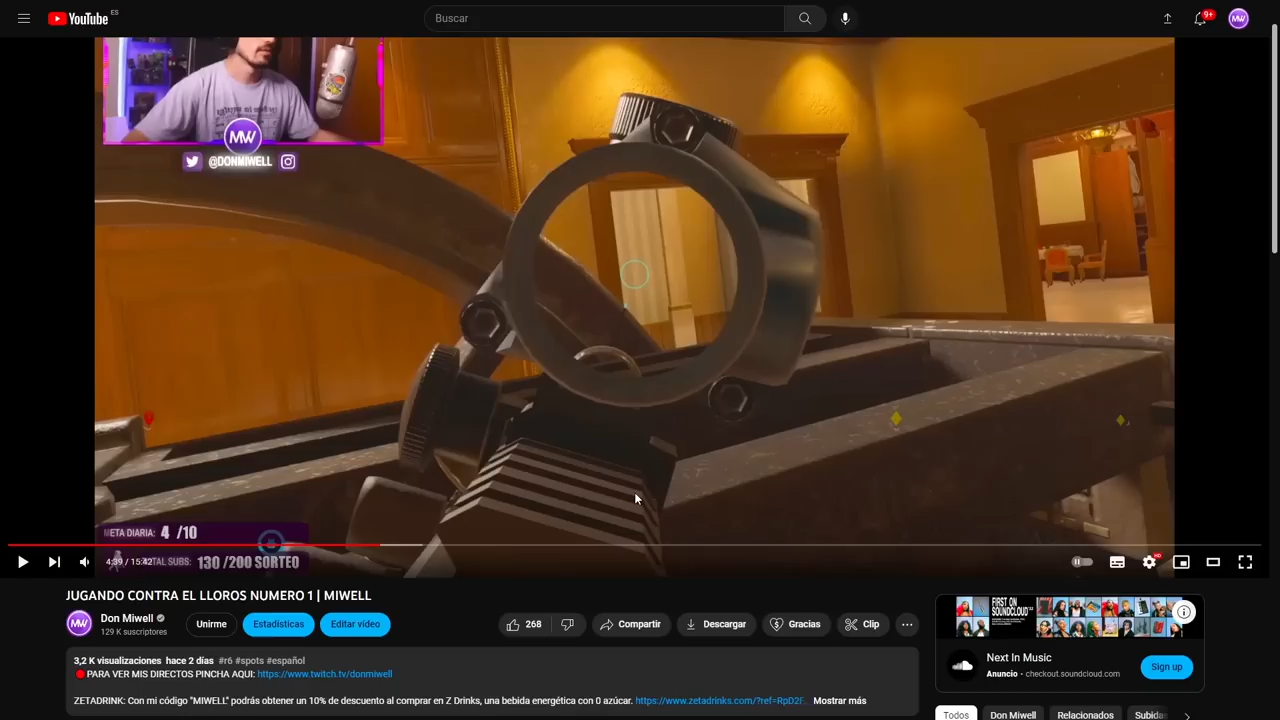 YouTube ES
Buscar
9+
MW
MW
@DONMIWELL
META DIARIA: 4 /10
TOTAL SUBS: 130 /200 SORTEO
4:39 / 15:42
HD
JUGANDO CONTRA EL LLOROS NUMERO 1 | MIWELL
MW
Don Miwell
129 K suscriptores
Unirme
Estadísticas
Editar vídeo
268
Compartir
Descargar
Gracias
Clip
3,2 K visualizaciones hace 2 días #r6 #spots #español
PARA VER MIS DIRECTOS PINCHA AQUI: https://www.twitch.tv/donmiwell
ZETADRINK: Con mi código "MIWELL" podrás obtener un 10% de descuento al comprar en Z Drinks, una bebida energética con 0 azúcar. https://www.zetadrinks.com/?ref=RpD2F... Mostrar más
FIRST ON
SOUNDCLOUD
Next In Music
Anuncio · checkout.soundcloud.com
Sign up
Todos
Don Miwell
Relacionados
Subida